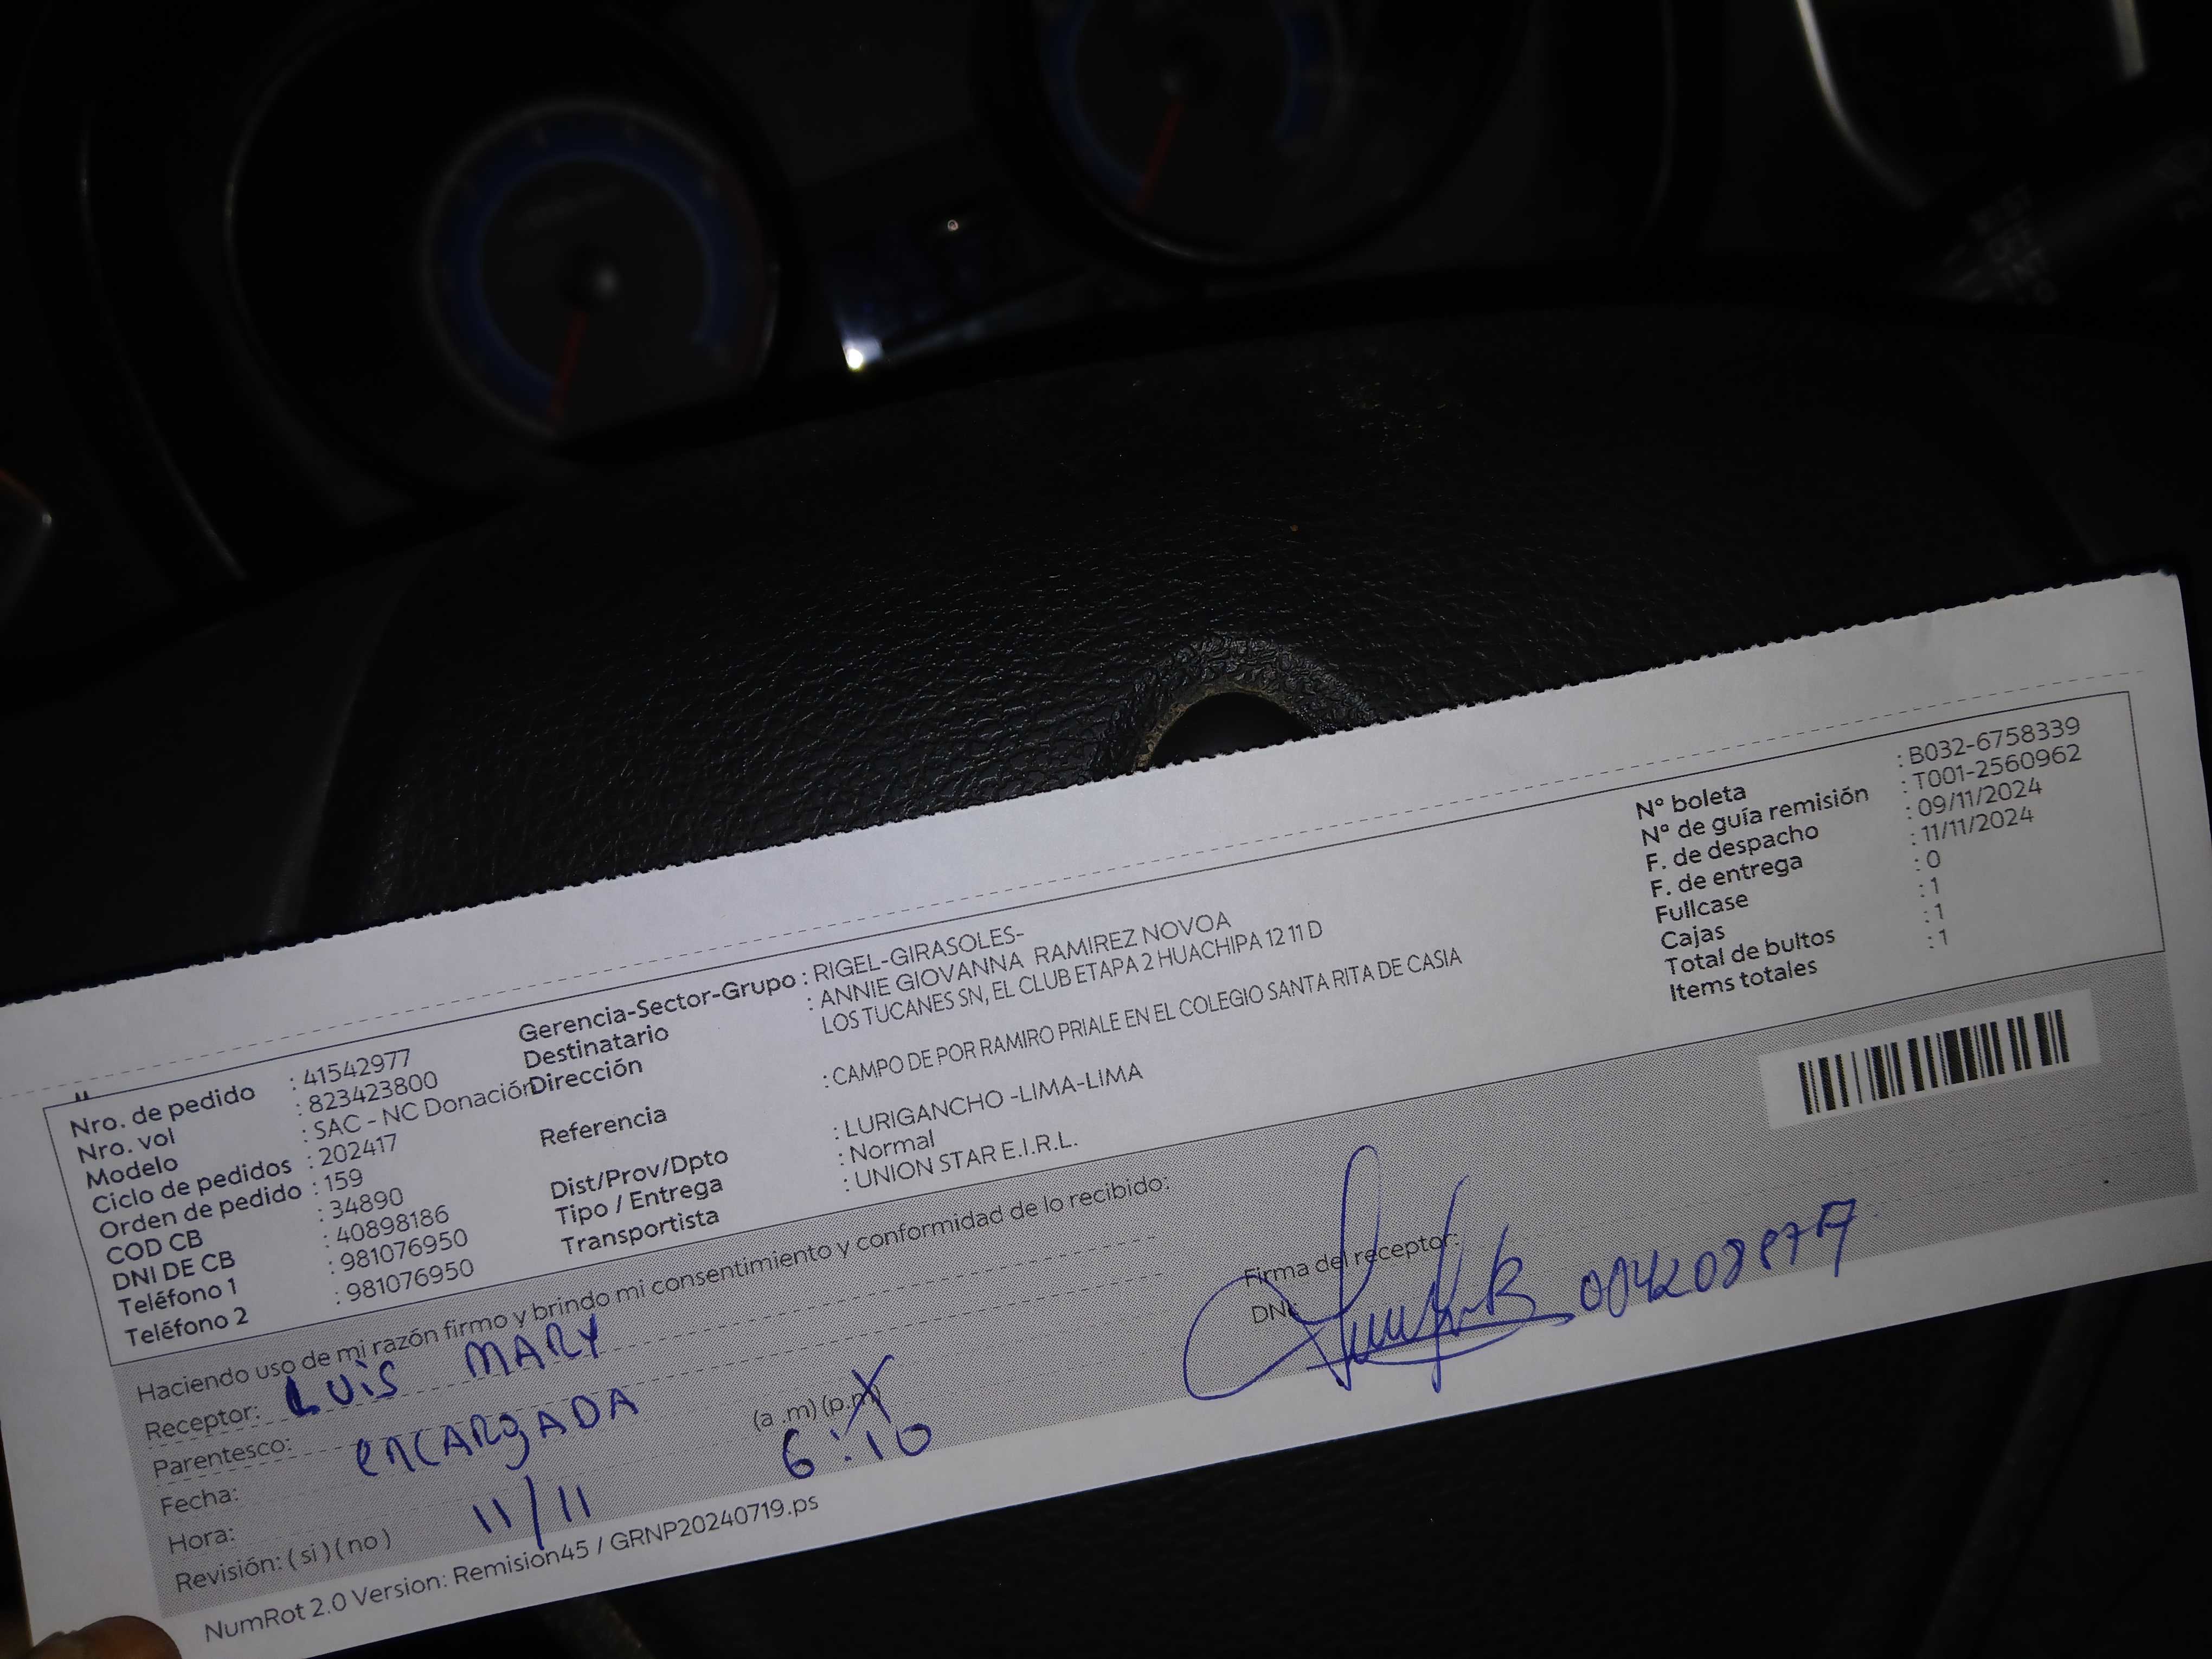 Nro. de pedido : 41542977
Nro. vol : 823423800
Modelo : SAC - NC Donación
Ciclo de pedidos : 202417
Orden de pedido : 159
COD CB : 34890
DNI DE CB : 40898186
Teléfono 1 : 981076950
Teléfono 2 : 981076950
Gerencia-Sector-Grupo : RIGEL-GIRASOLES-
Destinatario : ANNIE GIOVANNA RAMIREZ NOVOA
Dirección LOS TUCANES SN, EL CLUB ETAPA 2 HUACHIPA 12 11 D
Referencia : CAMPO DE POR RAMIRO PRIALE EN EL COLEGIO SANTA RITA DE CASIA
Dist/Prov/Dpto : LURIGANCHO -LIMA-LIMA
Tipo / Entrega : Normal
Transportista : UNION STAR E.I.R.L.
Nº boleta : B032-6758339
Nº de guía remisión : T001-2560962
F. de despacho : 09/11/2024
F. de entrega : 11/11/2024
Fullcase : 0
Cajas : 1
Total de bultos : 1
Items totales : 1
Haciendo uso de mi razón firmo y brindo mi consentimiento y conformidad de lo recibido:
Receptor: LUIS MARY
Parentesco: encargADA
Fecha: 11/11
Hora: (a .m) (p.m) 6:10
Revisión: ( si ) ( no )
Firma del receptor:
DNI:
NumRot 2.0 Version: Remision45 / GRNP20240719.ps